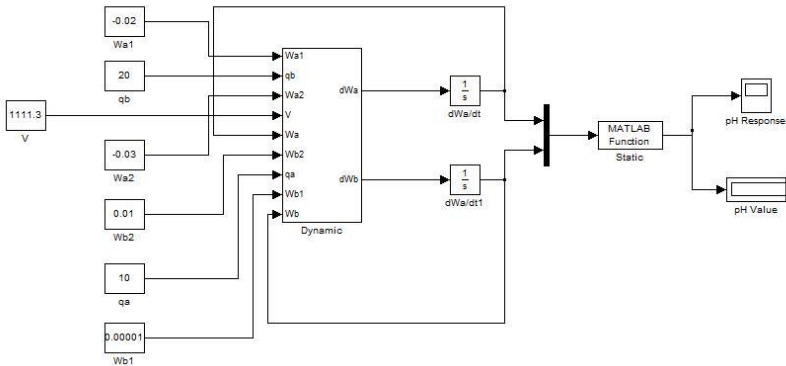 -0.02
Wa1
20
qb
1111.3
V
-0.03
Wa2
0.01
Wb2
10
qa
0.00001
Wb1
Wa1
qb
Wa2
V
Wa
Wb2
qa
Wb1
Wb
dWa
dWb
Dynamic
1
s
dWa/dt
1
s
dWa/dt1
MATLAB
Function
Static
pH Response
pH Value